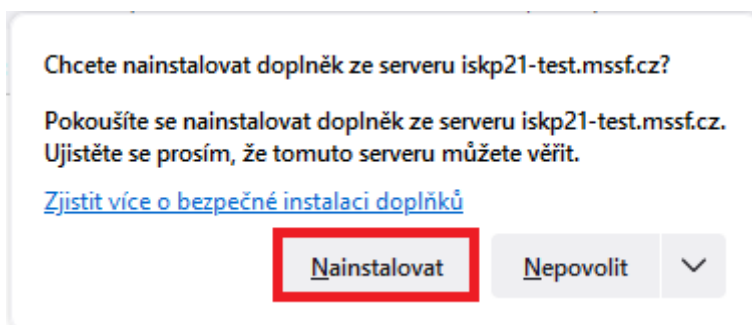 Chcete nainstalovat doplněk ze serveru iskp21-test.mssf.cz?
Pokoušíte se nainstalovat doplněk ze serveru iskp21-test.mssf.cz.
Ujistěte se prosím, že tomuto serveru můžete věřit.
Zjistit více o bezpečné instalaci doplňků
Nainstalovat Nepovolit